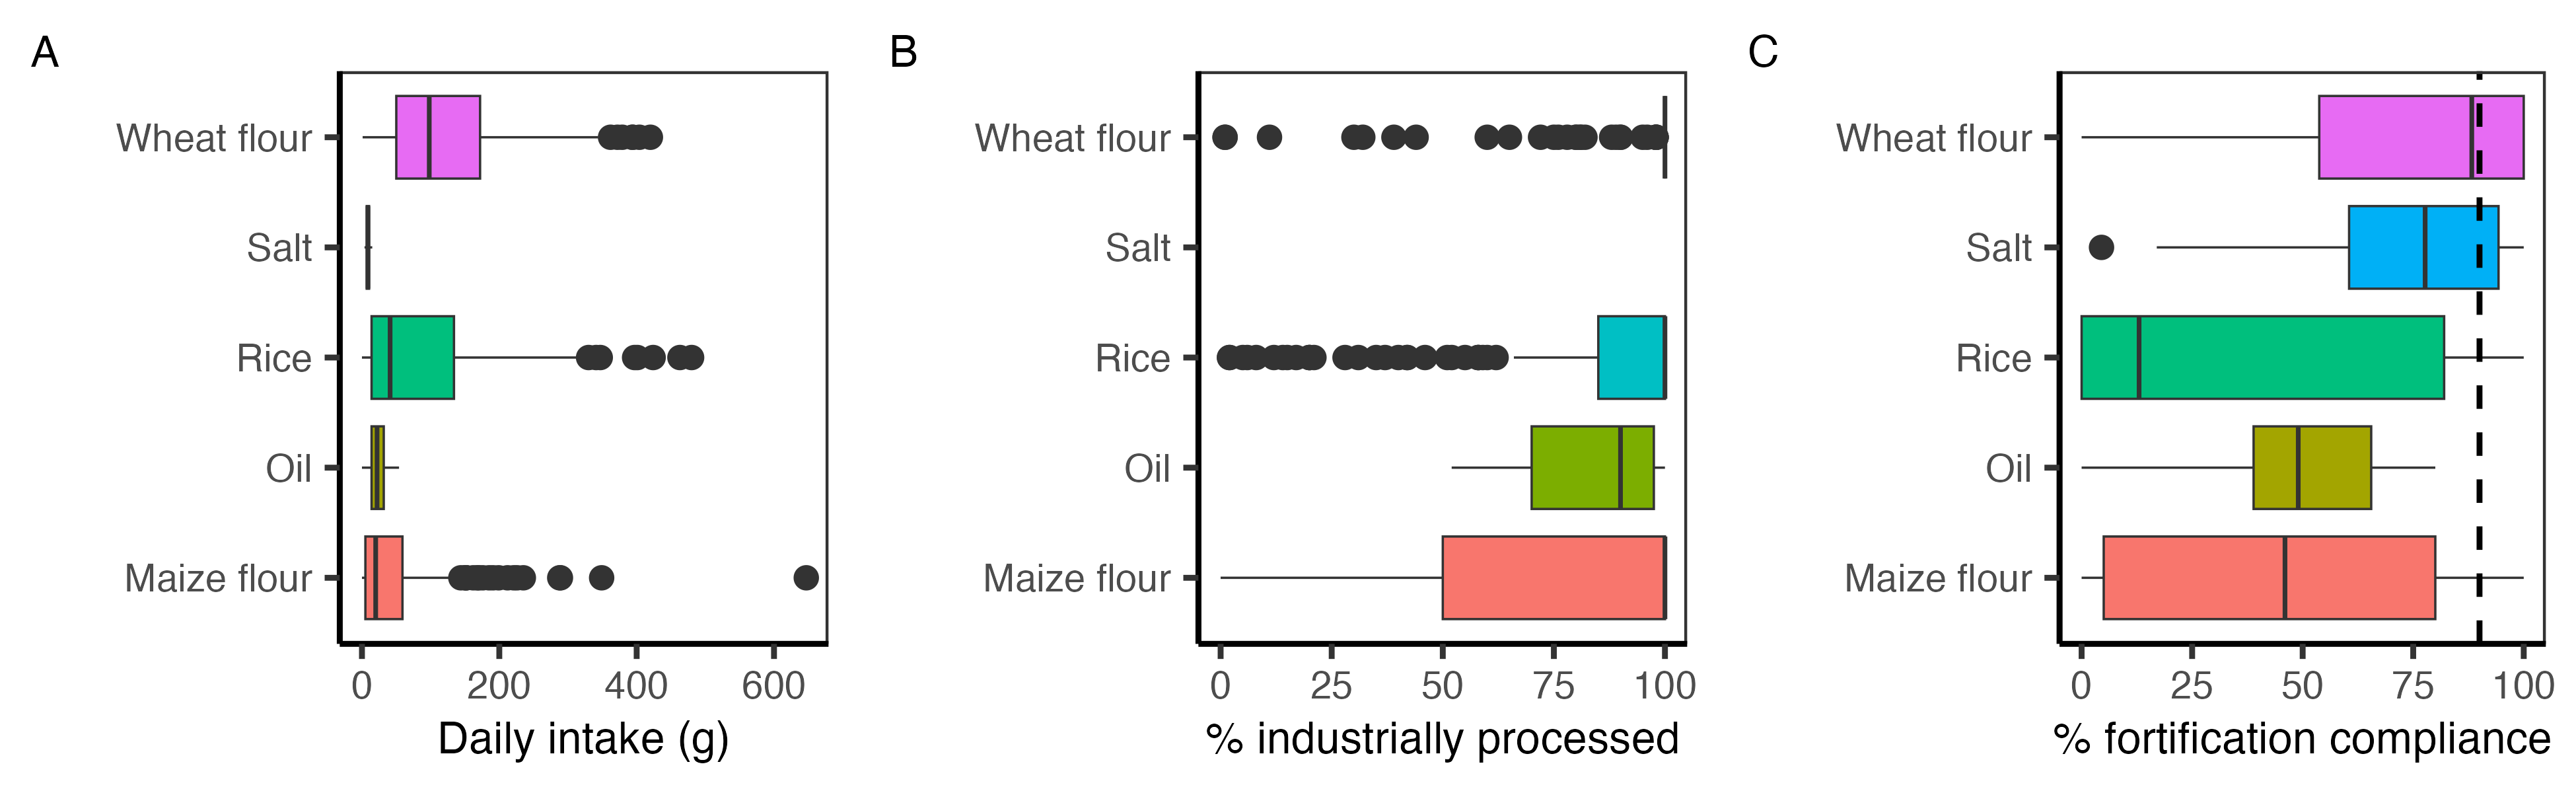 A
Wheat flour
Salt
Rice
Oil
Maize flour
0 200 400 600
Daily intake (g)
B
Wheat flour
Salt
Rice
Oil
Maize flour
0 25 50 75 100
% industrially processed
C
Wheat flour
Salt
Rice
Oil
Maize flour
0 25 50 75 100
% fortification compliance